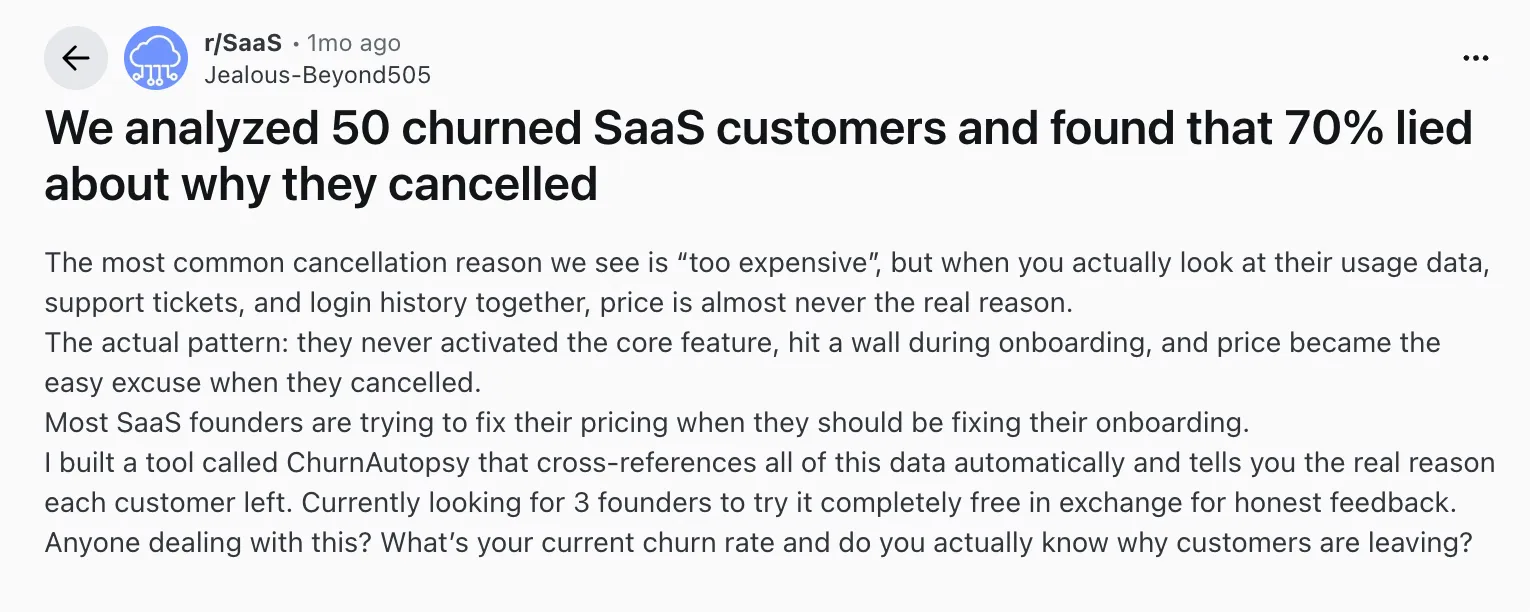 r/SaaS • 1mo ago
Jealous-Beyond505
We analyzed 50 churned SaaS customers and found that 70% lied
about why they cancelled
The most common cancellation reason we see is “too expensive”, but when you actually look at their usage data,
support tickets, and login history together, price is almost never the real reason.
The actual pattern: they never activated the core feature, hit a wall during onboarding, and price became the
easy excuse when they cancelled.
Most SaaS founders are trying to fix their pricing when they should be fixing their onboarding.
I built a tool called ChurnAutopsy that cross-references all of this data automatically and tells you the real reason
each customer left. Currently looking for 3 founders to try it completely free in exchange for honest feedback.
Anyone dealing with this? What’s your current churn rate and do you actually know why customers are leaving?